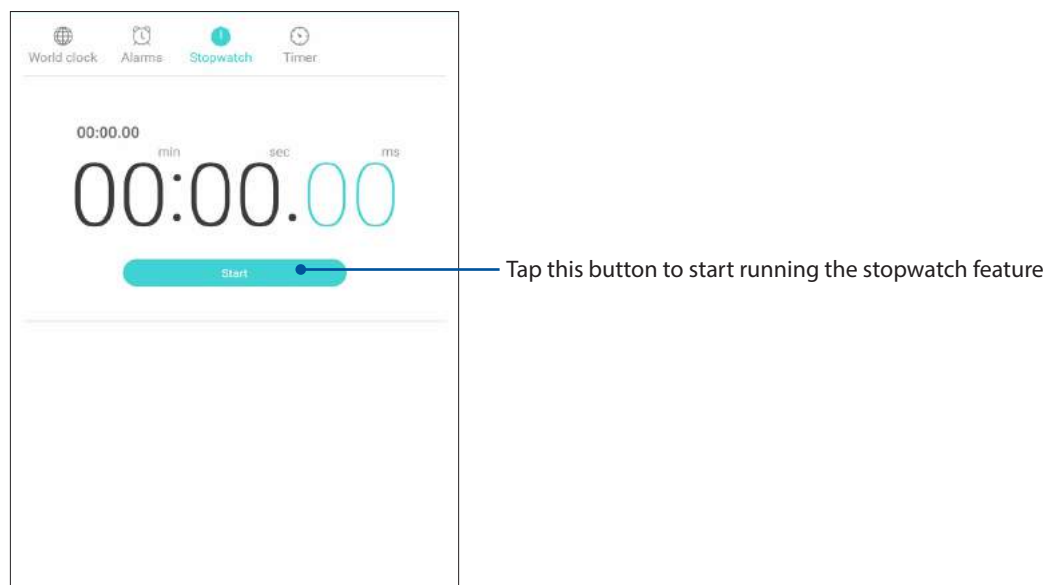 World clock Alarms Stopwatch Timer
00:00.00
min sec ms
00:00.00
Start
Tap this button to start running the stopwatch feature